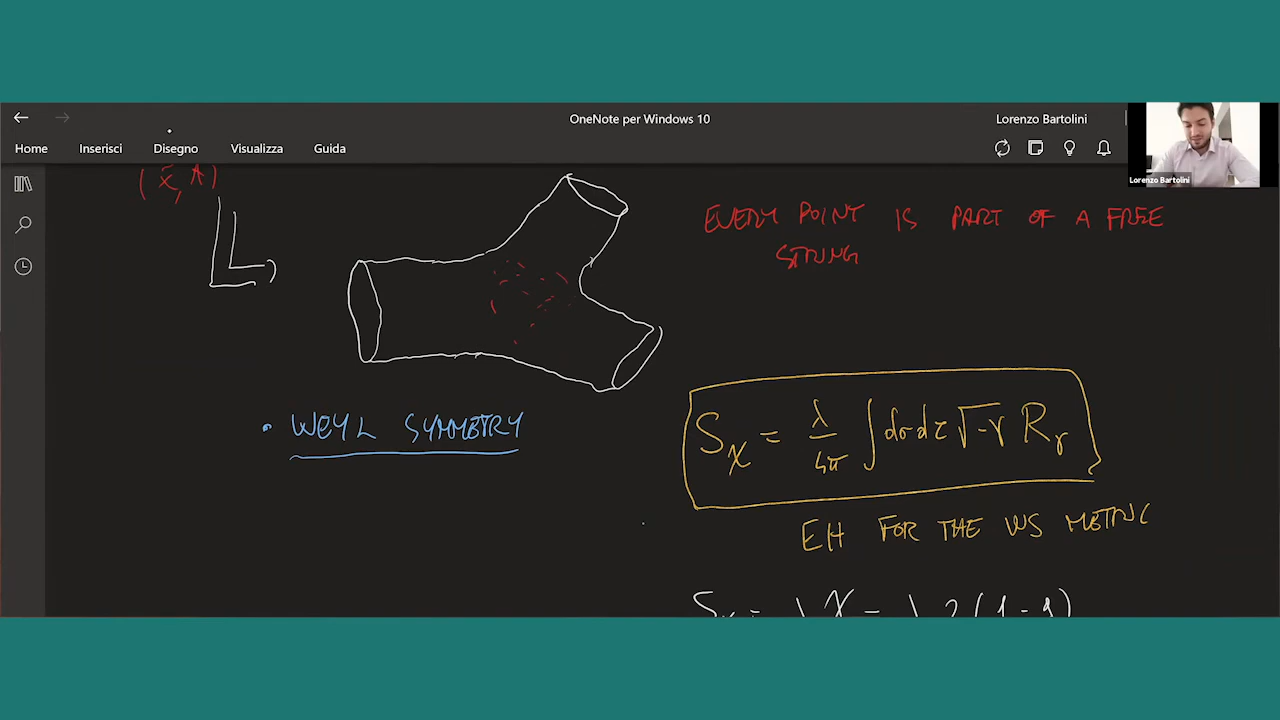 OneNote per Windows 10
Lorenzo Bartolini
Home Inserisci Disegno Visualizza Guida
Lorenzo Bartolini
EVERY POINT IS PART OF A FREE
STRING
• WEYL SYMMETRY
S_χ = λ/4π ∫ dσdτ √-γ R_γ
EH FOR THE WS METRIC